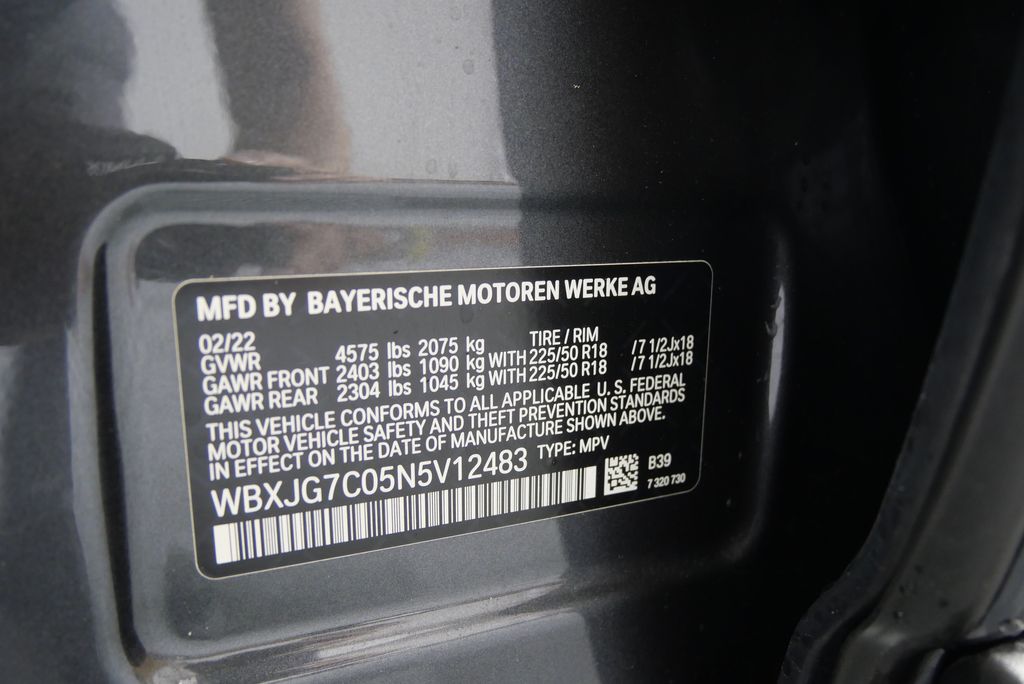 MFD BY BAYERISCHE MOTOREN WERKE AG
02/22 TIRE / RIM
GVWR 4575 lbs 2075 kg
GAWR FRONT 2403 lbs 1090 kg WITH 225/50 R18 /7 1/2Jx18
GAWR REAR 2304 lbs 1045 kg WITH 225/50 R18 /7 1/2Jx18
THIS VEHICLE CONFORMS TO ALL APPLICABLE U.S. FEDERAL
MOTOR VEHICLE SAFETY AND THEFT PREVENTION STANDARDS
IN EFFECT ON THE DATE OF MANUFACTURE SHOWN ABOVE.
WBXJG7C05N5V12483 TYPE: MPV
B39
7 320 730